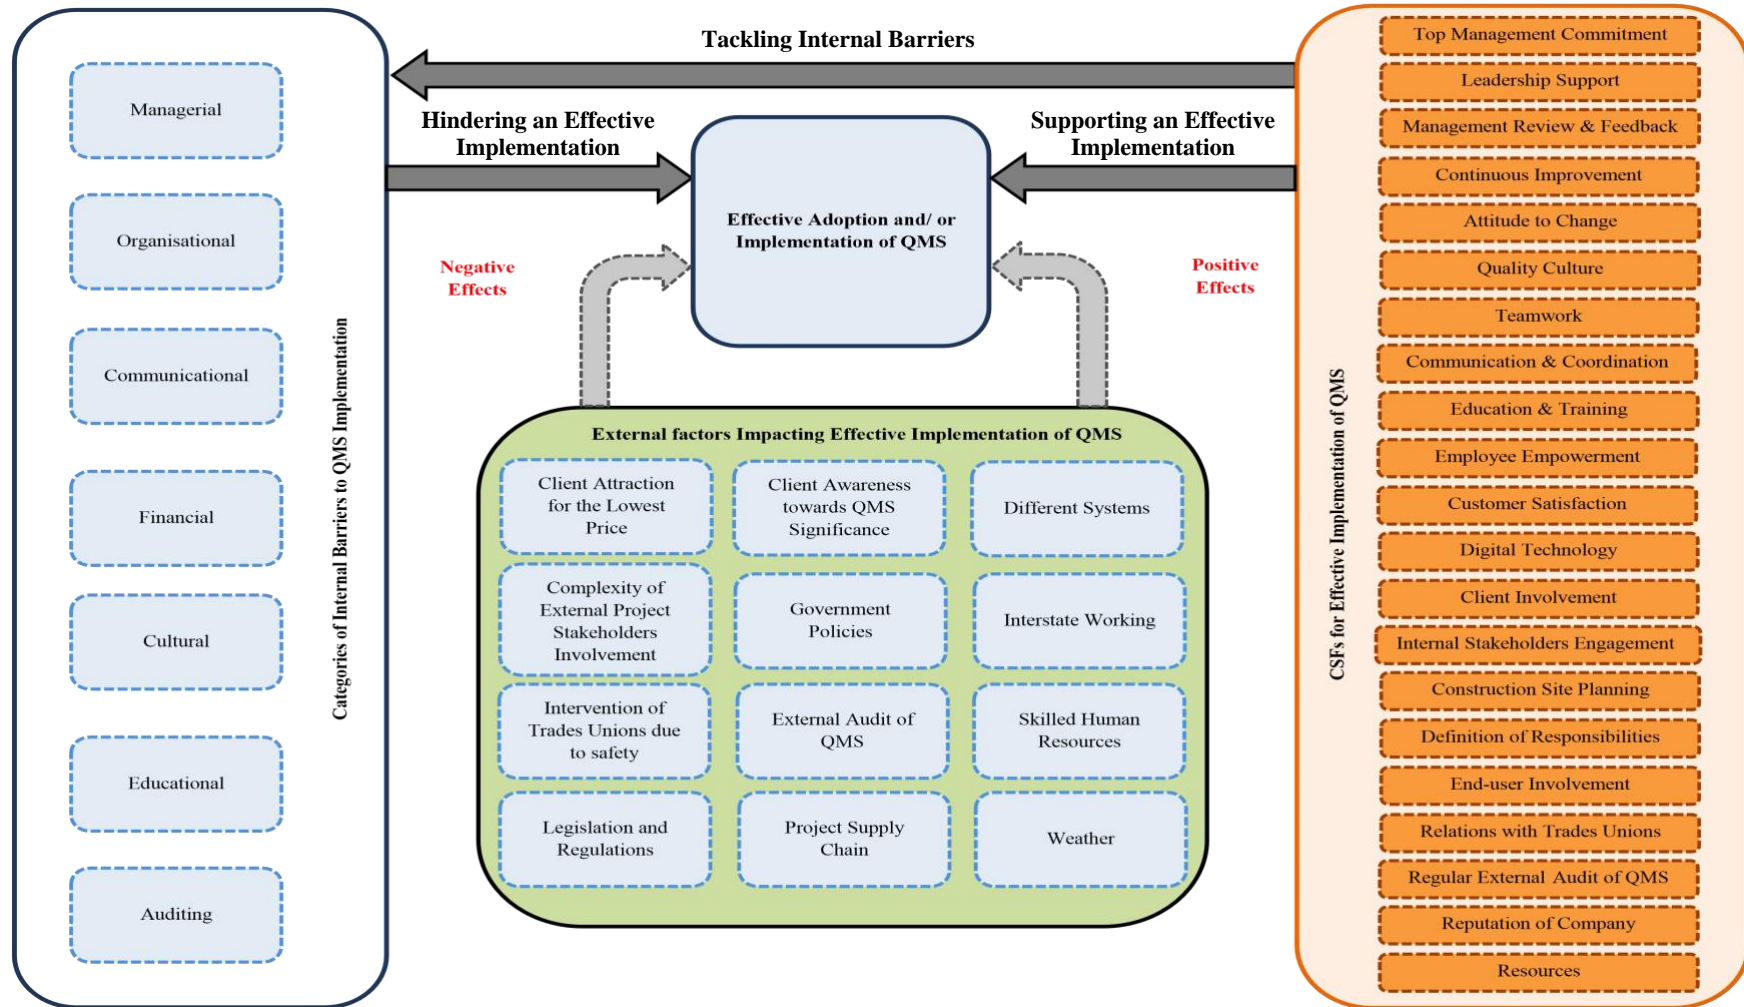 Managerial
Organisational
Communicational
Financial
Cultural
Educational
Auditing
Categories of Internal Barriers to QMS Implementation
Tackling Internal Barriers
Hindering an Effective
Implementation
Supporting an Effective
Implementation
Effective Adoption and/ or
Implementation of QMS
Negative
Effects
Positive
Effects
External factors Impacting Effective Implementation of QMS
Client Attraction
for the Lowest
Price
Client Awareness
towards QMS
Significance
Different Systems
Complexity of
External Project
Stakeholders
Involvement
Government
Policies
Interstate Working
Intervention of
Trades Unions due
to safety
External Audit of
QMS
Skilled Human
Resources
Legislation and
Regulations
Project Supply
Chain
Weather
CSFs for Effective Implementation of QMS
Top Management Commitment
Leadership Support
Management Review & Feedback
Continuous Improvement
Attitude to Change
Quality Culture
Teamwork
Communication & Coordination
Education & Training
Employee Empowerment
Customer Satisfaction
Digital Technology
Client Involvement
Internal Stakeholders Engagement
Construction Site Planning
Definition of Responsibilities
End-user Involvement
Relations with Trades Unions
Regular External Audit of QMS
Reputation of Company
Resources